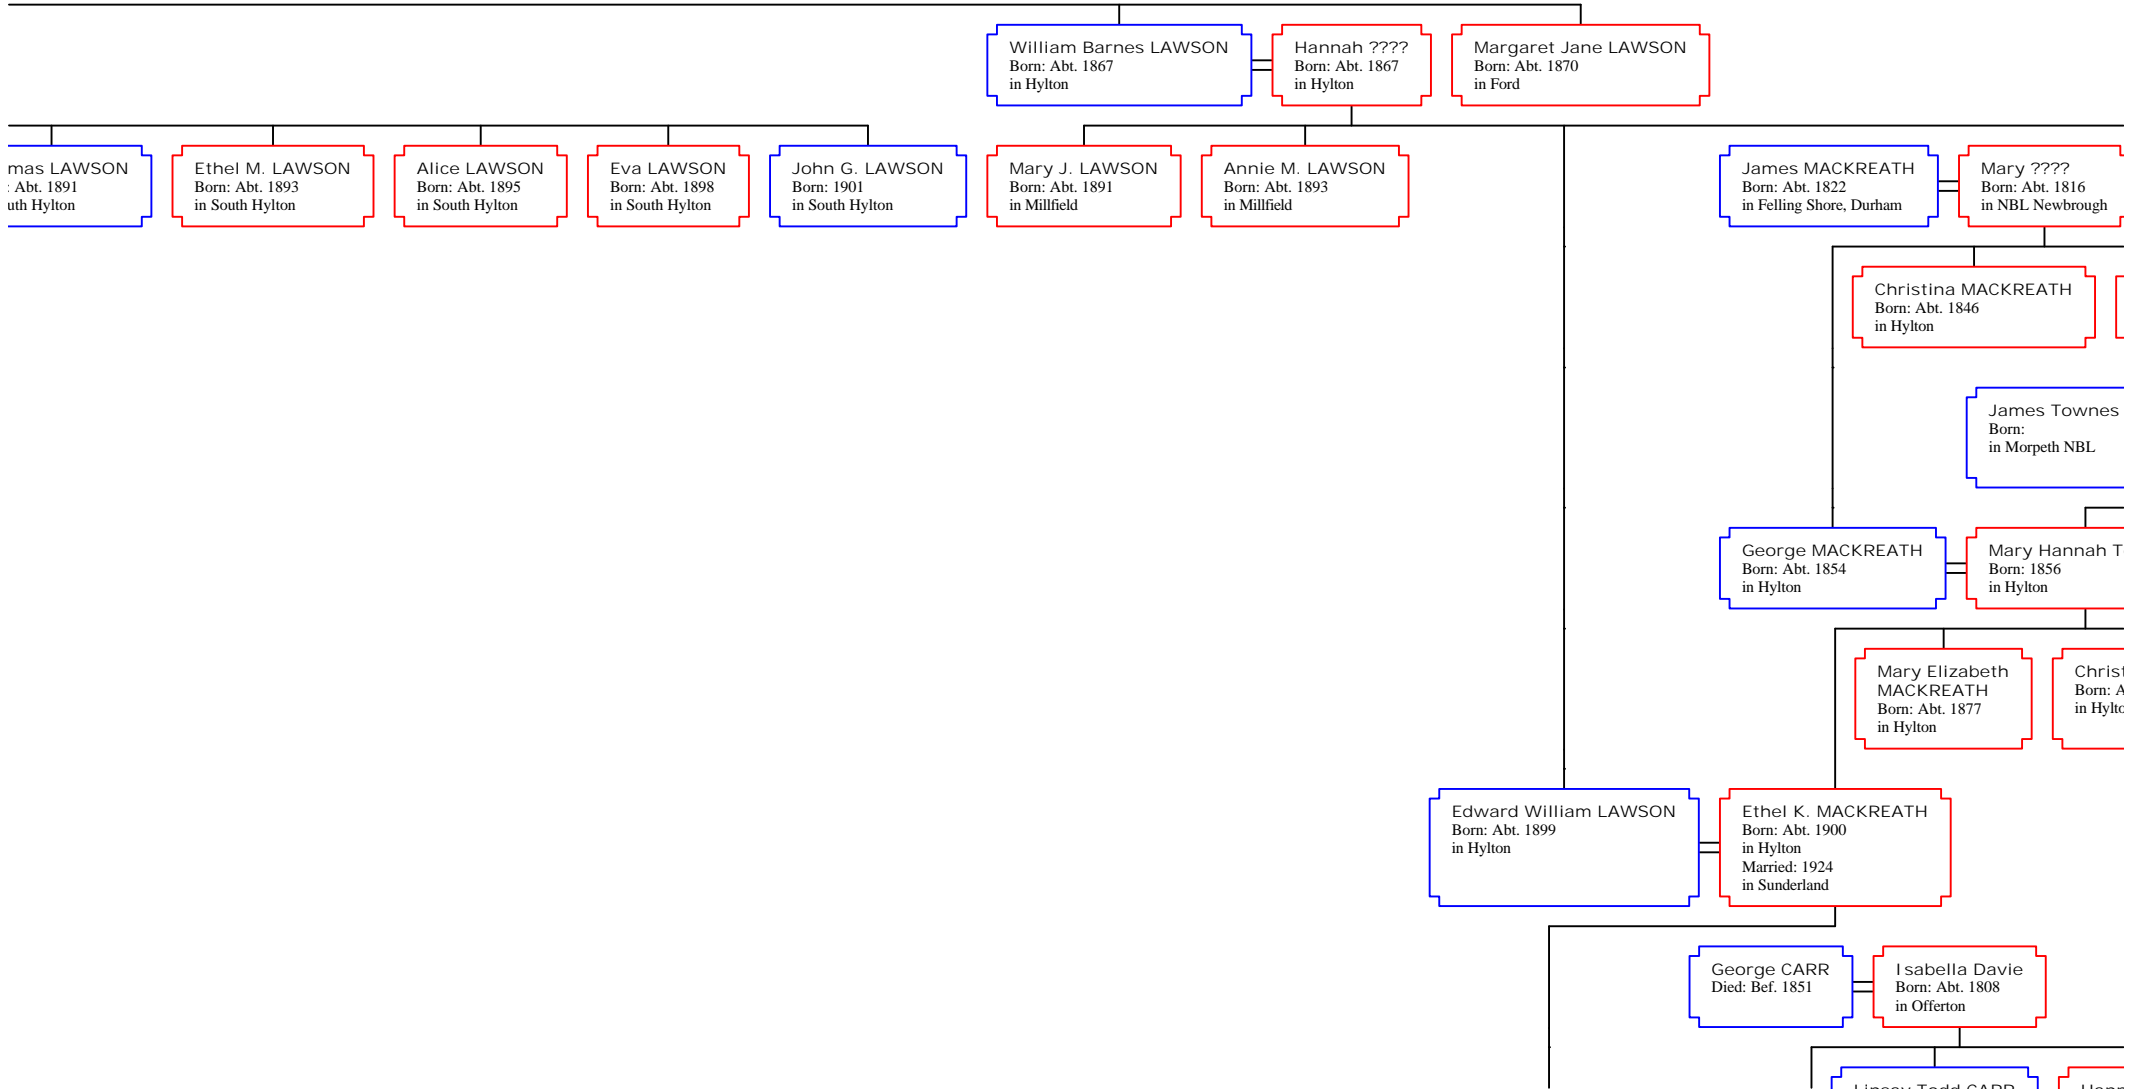 William Barnes LAWSON
Born: Abt. 1867
in Hylton
Hannah ????
Born: Abt. 1867
in Hylton
Margaret Jane LAWSON
Born: Abt. 1870
in Ford
mas LAWSON
: Abt. 1891
uth Hylton
Ethel M. LAWSON
Born: Abt. 1893
in South Hylton
Alice LAWSON
Born: Abt. 1895
in South Hylton
Eva LAWSON
Born: Abt. 1898
in South Hylton
John G. LAWSON
Born: 1901
in South Hylton
Mary J. LAWSON
Born: Abt. 1891
in Millfield
Annie M. LAWSON
Born: Abt. 1893
in Millfield
James MACKREATH
Born: Abt. 1822
in Felling Shore, Durham
Mary ????
Born: Abt. 1816
in NBL Newbrough
Christina MACKREATH
Born: Abt. 1846
in Hylton
James Townes
Born:
in Morpeth NBL
George MACKREATH
Born: Abt. 1854
in Hylton
Mary Hannah T
Born: 1856
in Hylton
Mary Elizabeth
MACKREATH
Born: Abt. 1877
in Hylton
Christ
Born: A
in Hylto
Edward William LAWSON
Born: Abt. 1899
in Hylton
Ethel K. MACKREATH
Born: Abt. 1900
in Hylton
Married: 1924
in Sunderland
George CARR
Died: Bef. 1851
Isabella Davie
Born: Abt. 1808
in Offerton